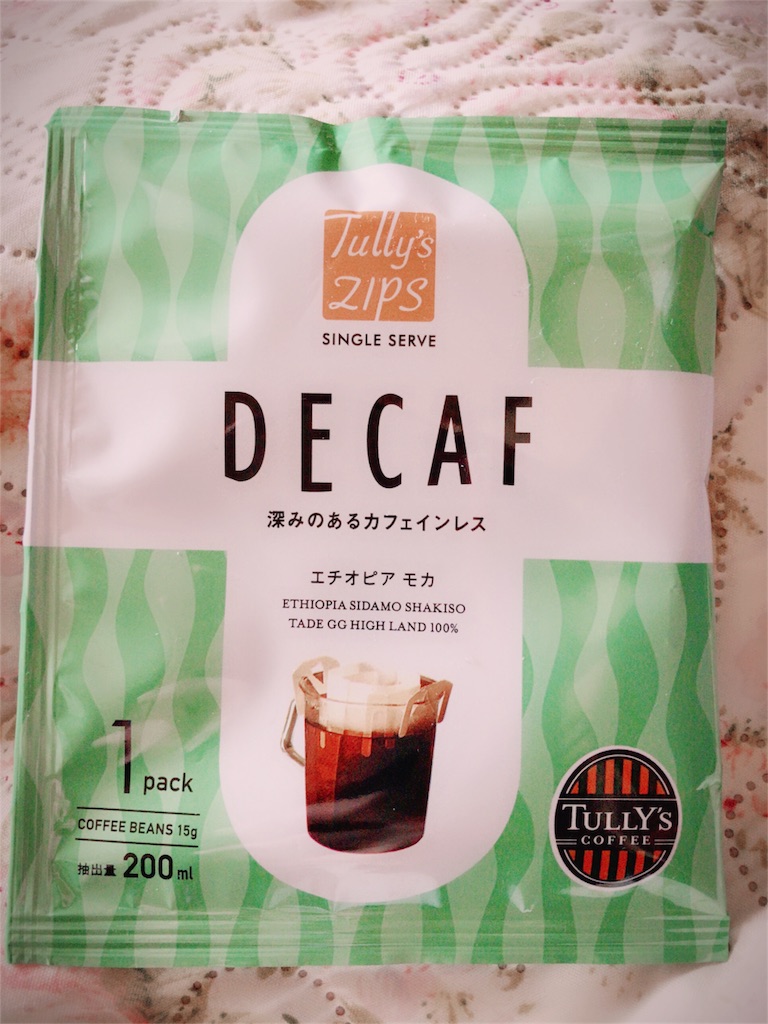 Tully's
ZIPS
SINGLE SERVE
DECAF
深みのあるカフェインレス
エチオピア モカ
ETHIOPIA SIDAMO SHAKISO
TADE GG HIGH LAND 100%
1 pack
COFFEE BEANS 15g
抽出量 200ml
TULLY'S
COFFEE